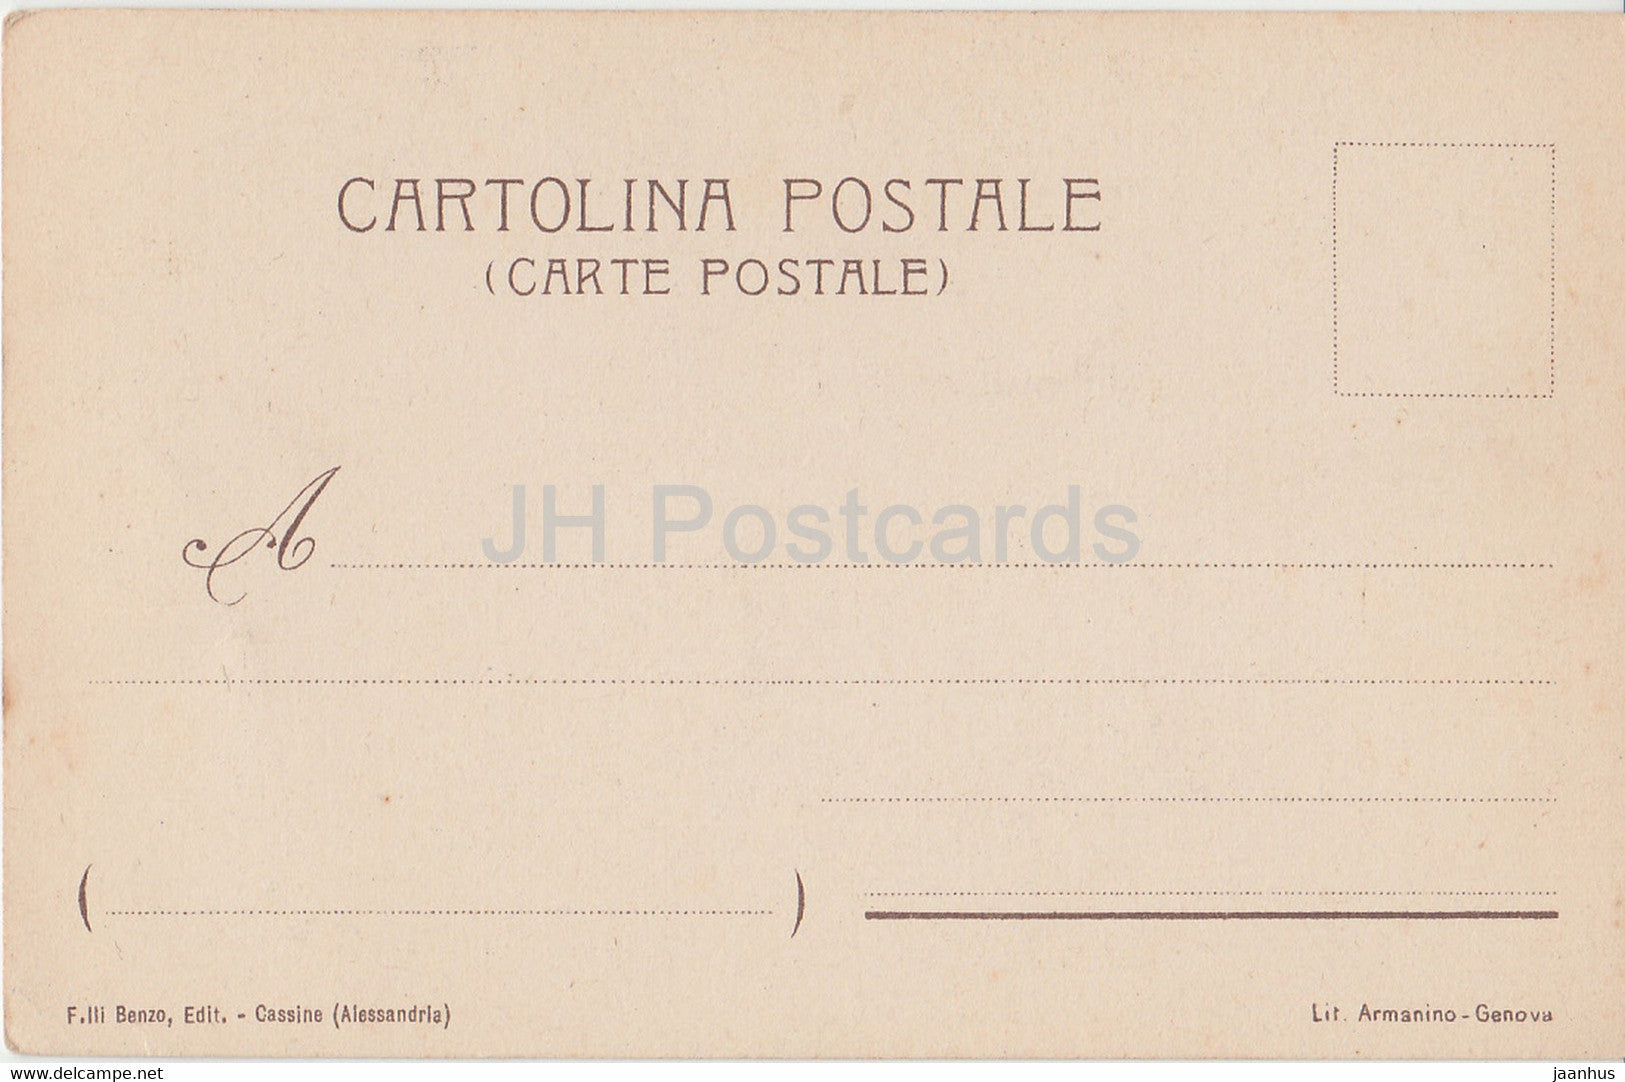 CARTOLINA POSTALE
(CARTE POSTALE)
A
JH Postcards
( )
F.lli Benzo, Edit. - Cassine (Alessandria)
Lit. Armanino - Genova
www.delcampe.net
jaanhus